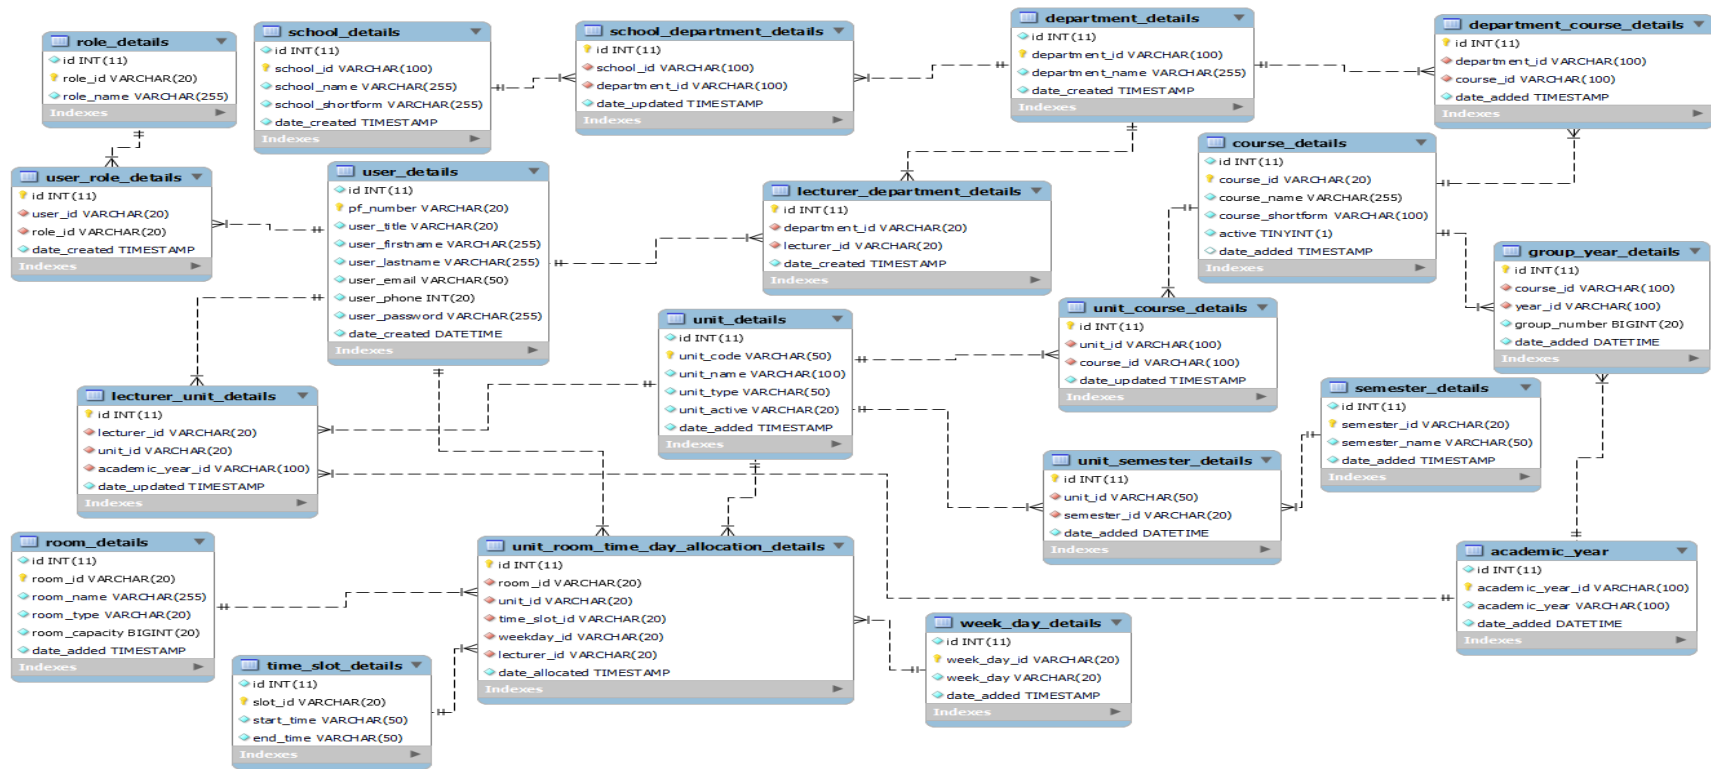 role_details
id INT(11)
role_id VARCHAR(20)
role_name VARCHAR(255)
Indexes
school_details
id INT(11)
school_id VARCHAR(100)
school_name VARCHAR(255)
school_shortform VARCHAR(255)
date_created TIMESTAMP
Indexes
school_department_details
id INT(11)
school_id VARCHAR(100)
department_id VARCHAR(100)
date_updated TIMESTAMP
Indexes
department_details
id INT(11)
department_id VARCHAR(100)
department_name VARCHAR(255)
date_created TIMESTAMP
Indexes
department_course_details
id INT(11)
department_id VARCHAR(100)
course_id VARCHAR(100)
date_added TIMESTAMP
Indexes
user_role_details
id INT(11)
user_id VARCHAR(20)
role_id VARCHAR(20)
date_created TIMESTAMP
Indexes
user_details
id INT(11)
pf_number VARCHAR(20)
user_title VARCHAR(20)
user_firstname VARCHAR(255)
user_lastname VARCHAR(255)
user_email VARCHAR(50)
user_phone INT(20)
user_password VARCHAR(255)
date_created DATETIME
Indexes
lecturer_department_details
id INT(11)
department_id VARCHAR(20)
lecturer_id VARCHAR(20)
date_created TIMESTAMP
Indexes
course_details
id INT(11)
course_id VARCHAR(20)
course_name VARCHAR(255)
course_shortform VARCHAR(100)
active TINYINT(1)
date_added TIMESTAMP
Indexes
group_year_details
id INT(11)
course_id VARCHAR(100)
year_id VARCHAR(100)
group_number BIGINT(20)
date_added DATETIME
Indexes
unit_details
id INT(11)
unit_code VARCHAR(50)
unit_name VARCHAR(100)
unit_type VARCHAR(50)
unit_active VARCHAR(20)
date_added TIMESTAMP
Indexes
unit_course_details
id INT(11)
unit_id VARCHAR(100)
course_id VARCHAR(100)
date_updated TIMESTAMP
Indexes
lecturer_unit_details
id INT(11)
lecturer_id VARCHAR(20)
unit_id VARCHAR(20)
academic_year_id VARCHAR(100)
date_updated TIMESTAMP
Indexes
semester_details
id INT(11)
semester_id VARCHAR(20)
semester_name VARCHAR(50)
date_added TIMESTAMP
Indexes
unit_semester_details
id INT(11)
unit_id VARCHAR(50)
semester_id VARCHAR(20)
date_added DATETIME
Indexes
room_details
id INT(11)
room_id VARCHAR(20)
room_name VARCHAR(255)
room_type VARCHAR(20)
room_capacity BIGINT(20)
date_added TIMESTAMP
Indexes
unit_room_time_day_allocation_details
id INT(11)
room_id VARCHAR(20)
unit_id VARCHAR(20)
time_slot_id VARCHAR(20)
weekday_id VARCHAR(20)
lecturer_id VARCHAR(20)
date_allocated TIMESTAMP
Indexes
academic_year
id INT(11)
academic_year_id VARCHAR(100)
academic_year VARCHAR(100)
date_added DATETIME
Indexes
week_day_details
id INT(11)
week_day_id VARCHAR(20)
week_day VARCHAR(20)
date_added TIMESTAMP
Indexes
time_slot_details
id INT(11)
slot_id VARCHAR(20)
start_time VARCHAR(50)
end_time VARCHAR(50)
Indexes